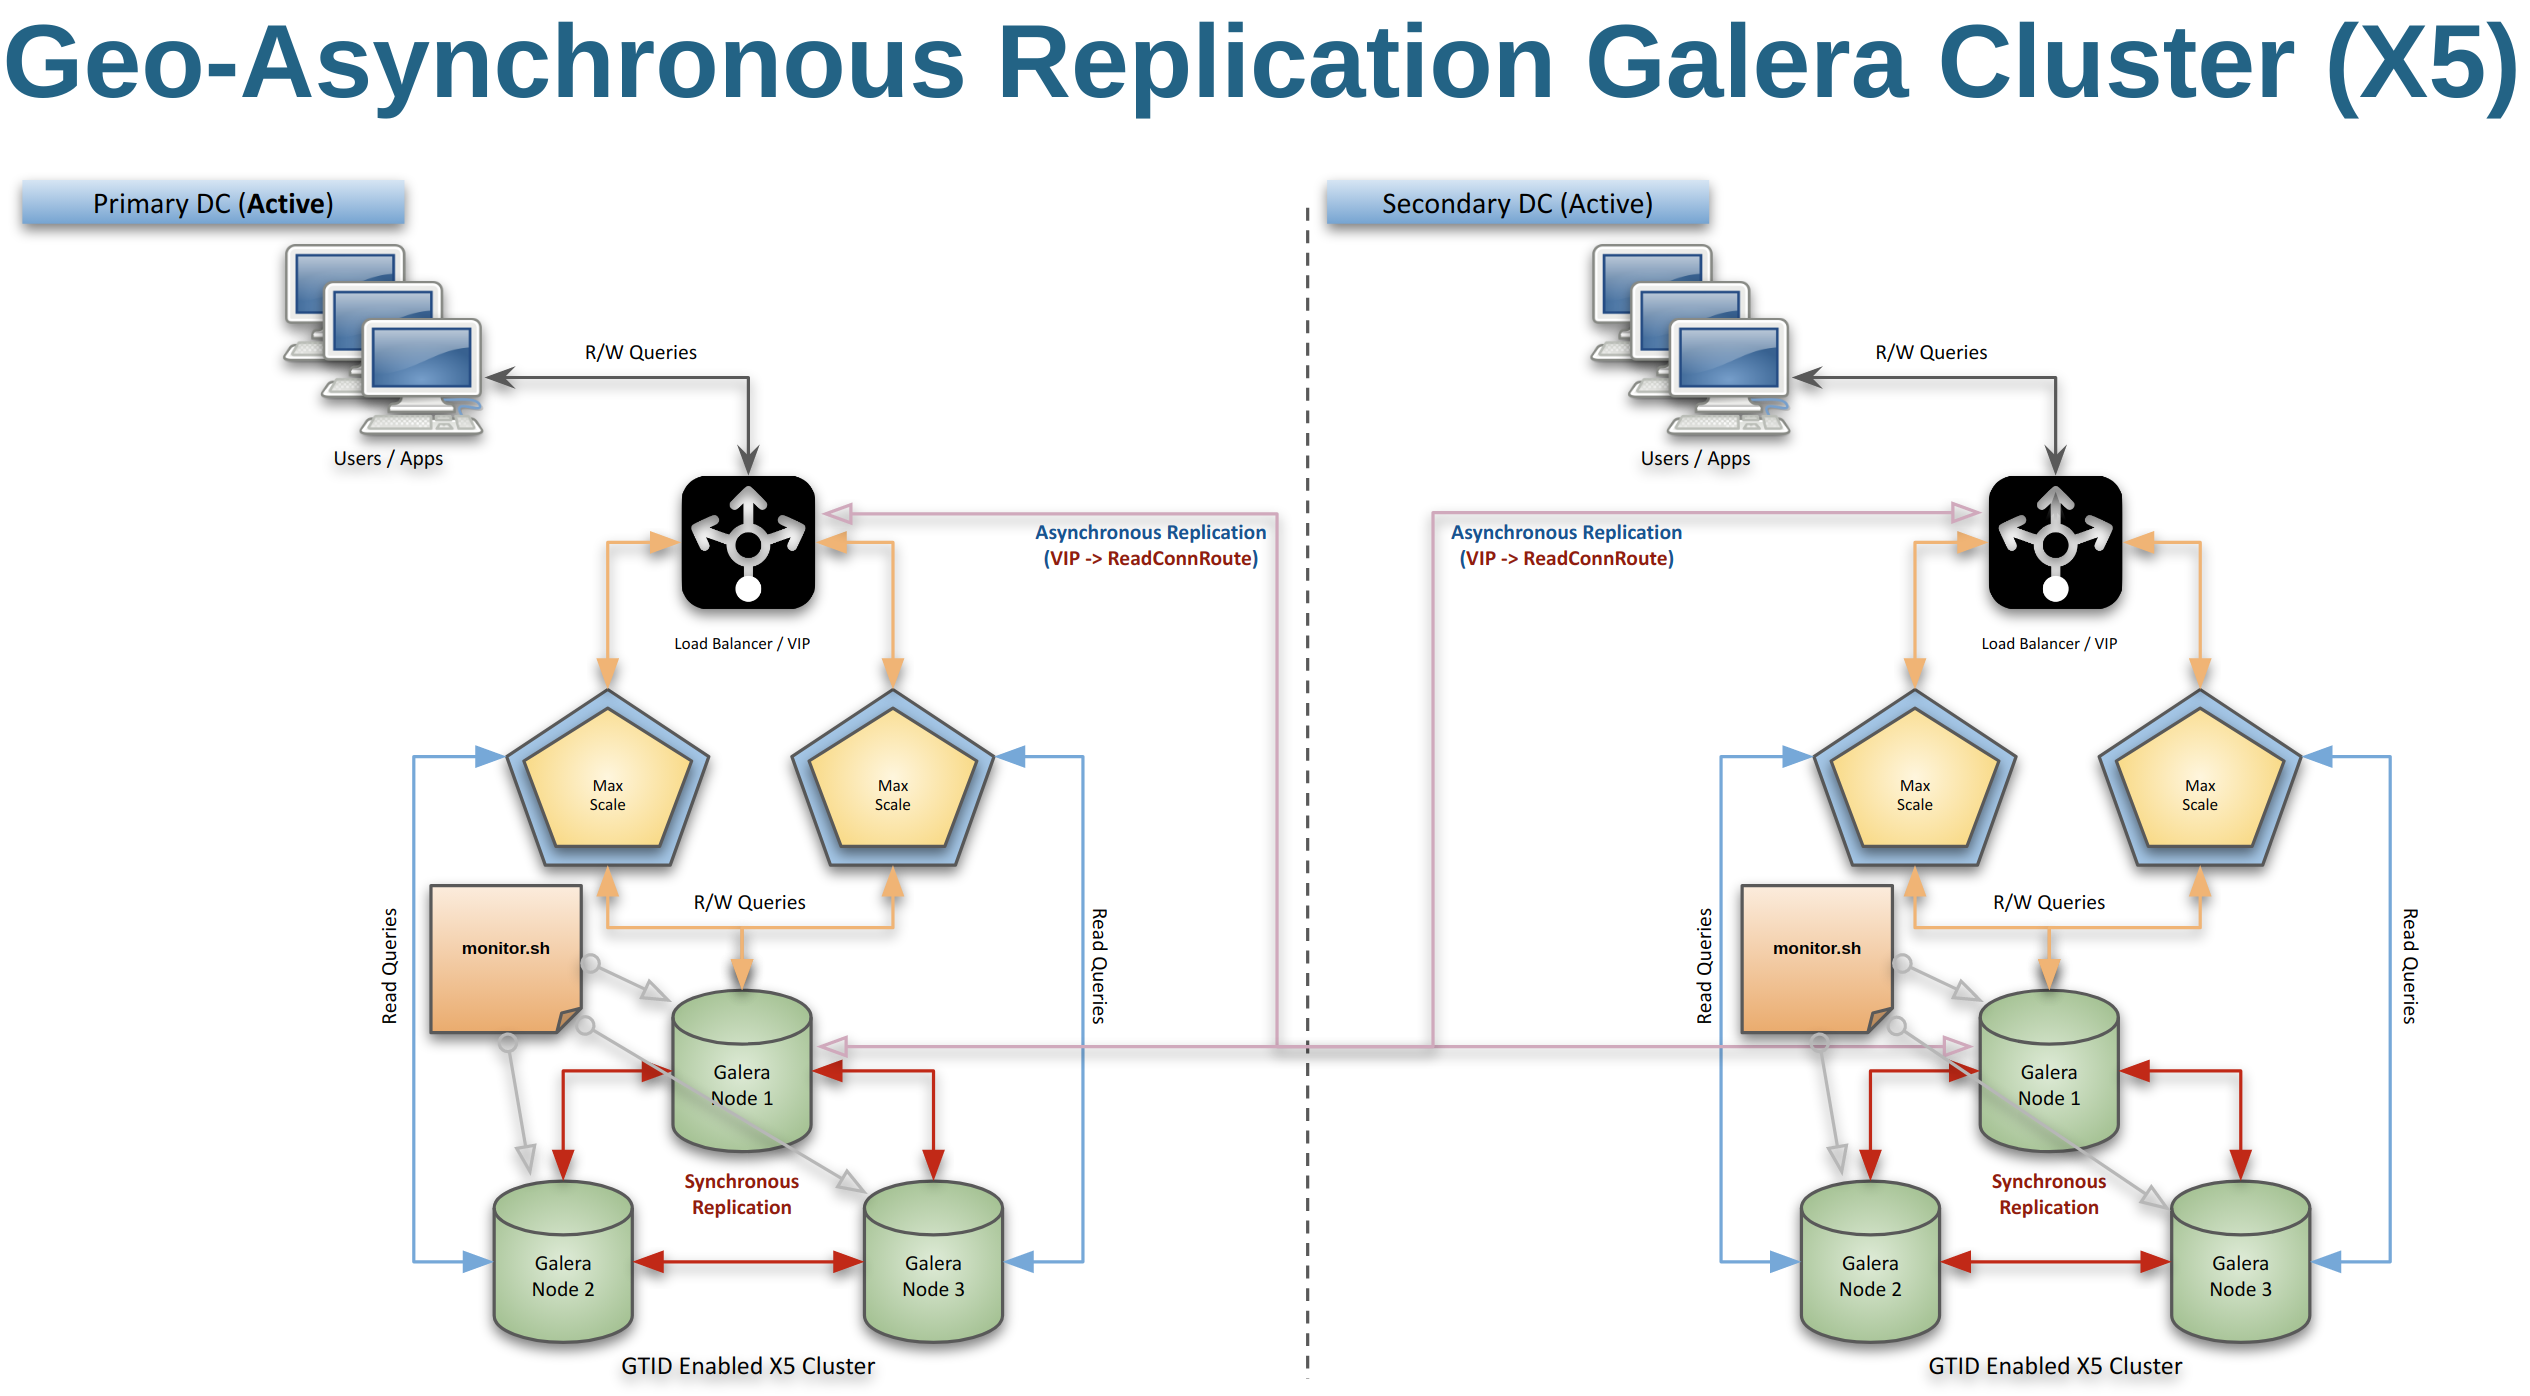 Geo-Asynchronous Replication Galera Cluster (X5)
Primary DC (Active)
R/W Queries
Users / Apps
Asynchronous Replication
(VIP -> ReadConnRoute)
Load Balancer / VIP
Max
Scale
Max
Scale
Read Queries
monitor.sh
R/W Queries
Read Queries
Galera
Node 1
Synchronous
Replication
Galera
Node 2
Galera
Node 3
GTID Enabled X5 Cluster
Secondary DC (Active)
R/W Queries
Users / Apps
Asynchronous Replication
(VIP -> ReadConnRoute)
Load Balancer / VIP
Max
Scale
Max
Scale
Read Queries
monitor.sh
R/W Queries
Read Queries
Galera
Node 1
Synchronous
Replication
Galera
Node 2
Galera
Node 3
GTID Enabled X5 Cluster